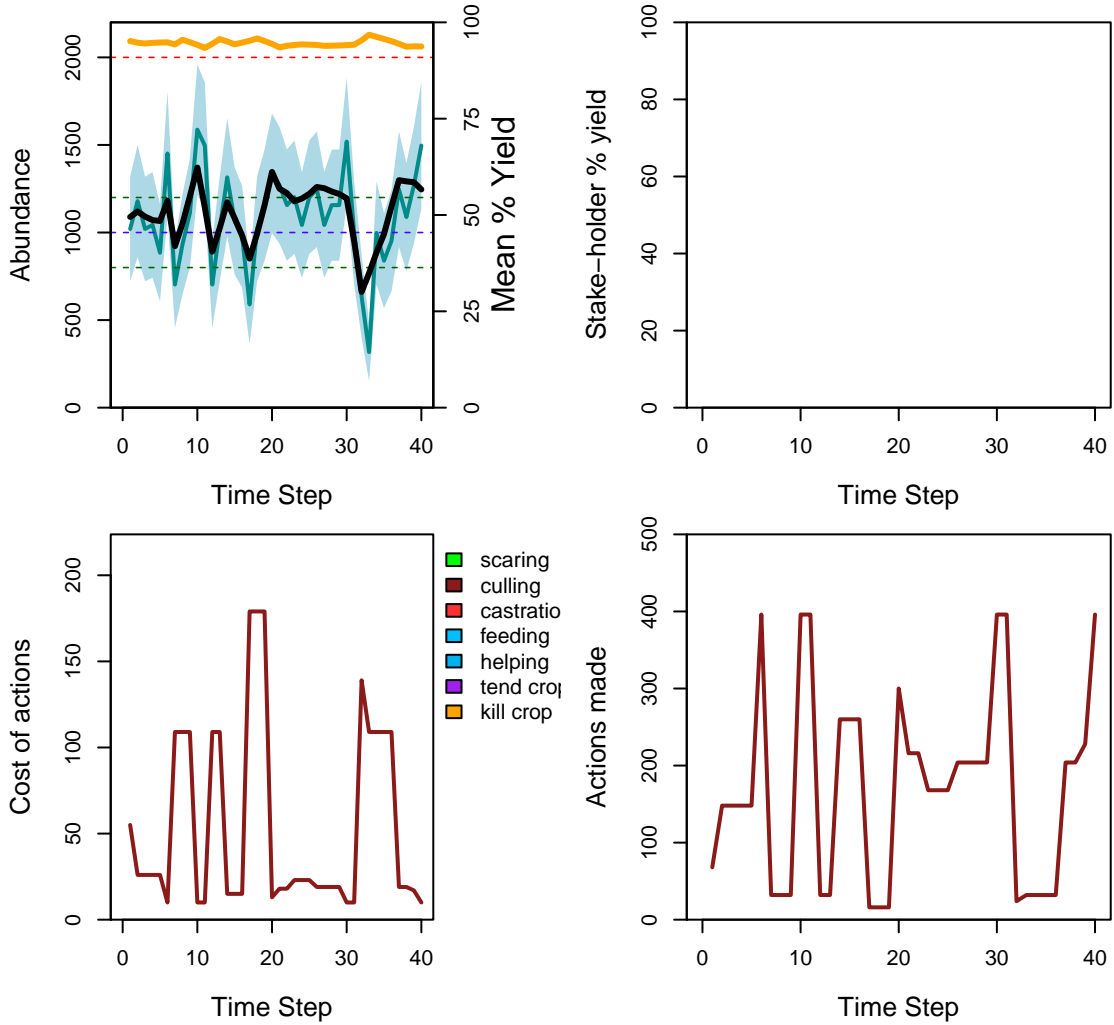 Abundance
0
500
1000
1500
2000
0
25
50
75
100
Mean % Yield
0 10 20 30 40
Time Step
Stake−holder % yield
0
20
40
60
80
100
0 10 20 30 40
Time Step
Cost of actions
0
50
100
150
200
0 10 20 30 40
Time Step
scaring
culling
castratio
feeding
helping
tend crop
kill crop
Actions made
0
100
200
300
400
500
0 10 20 30 40
Time Step